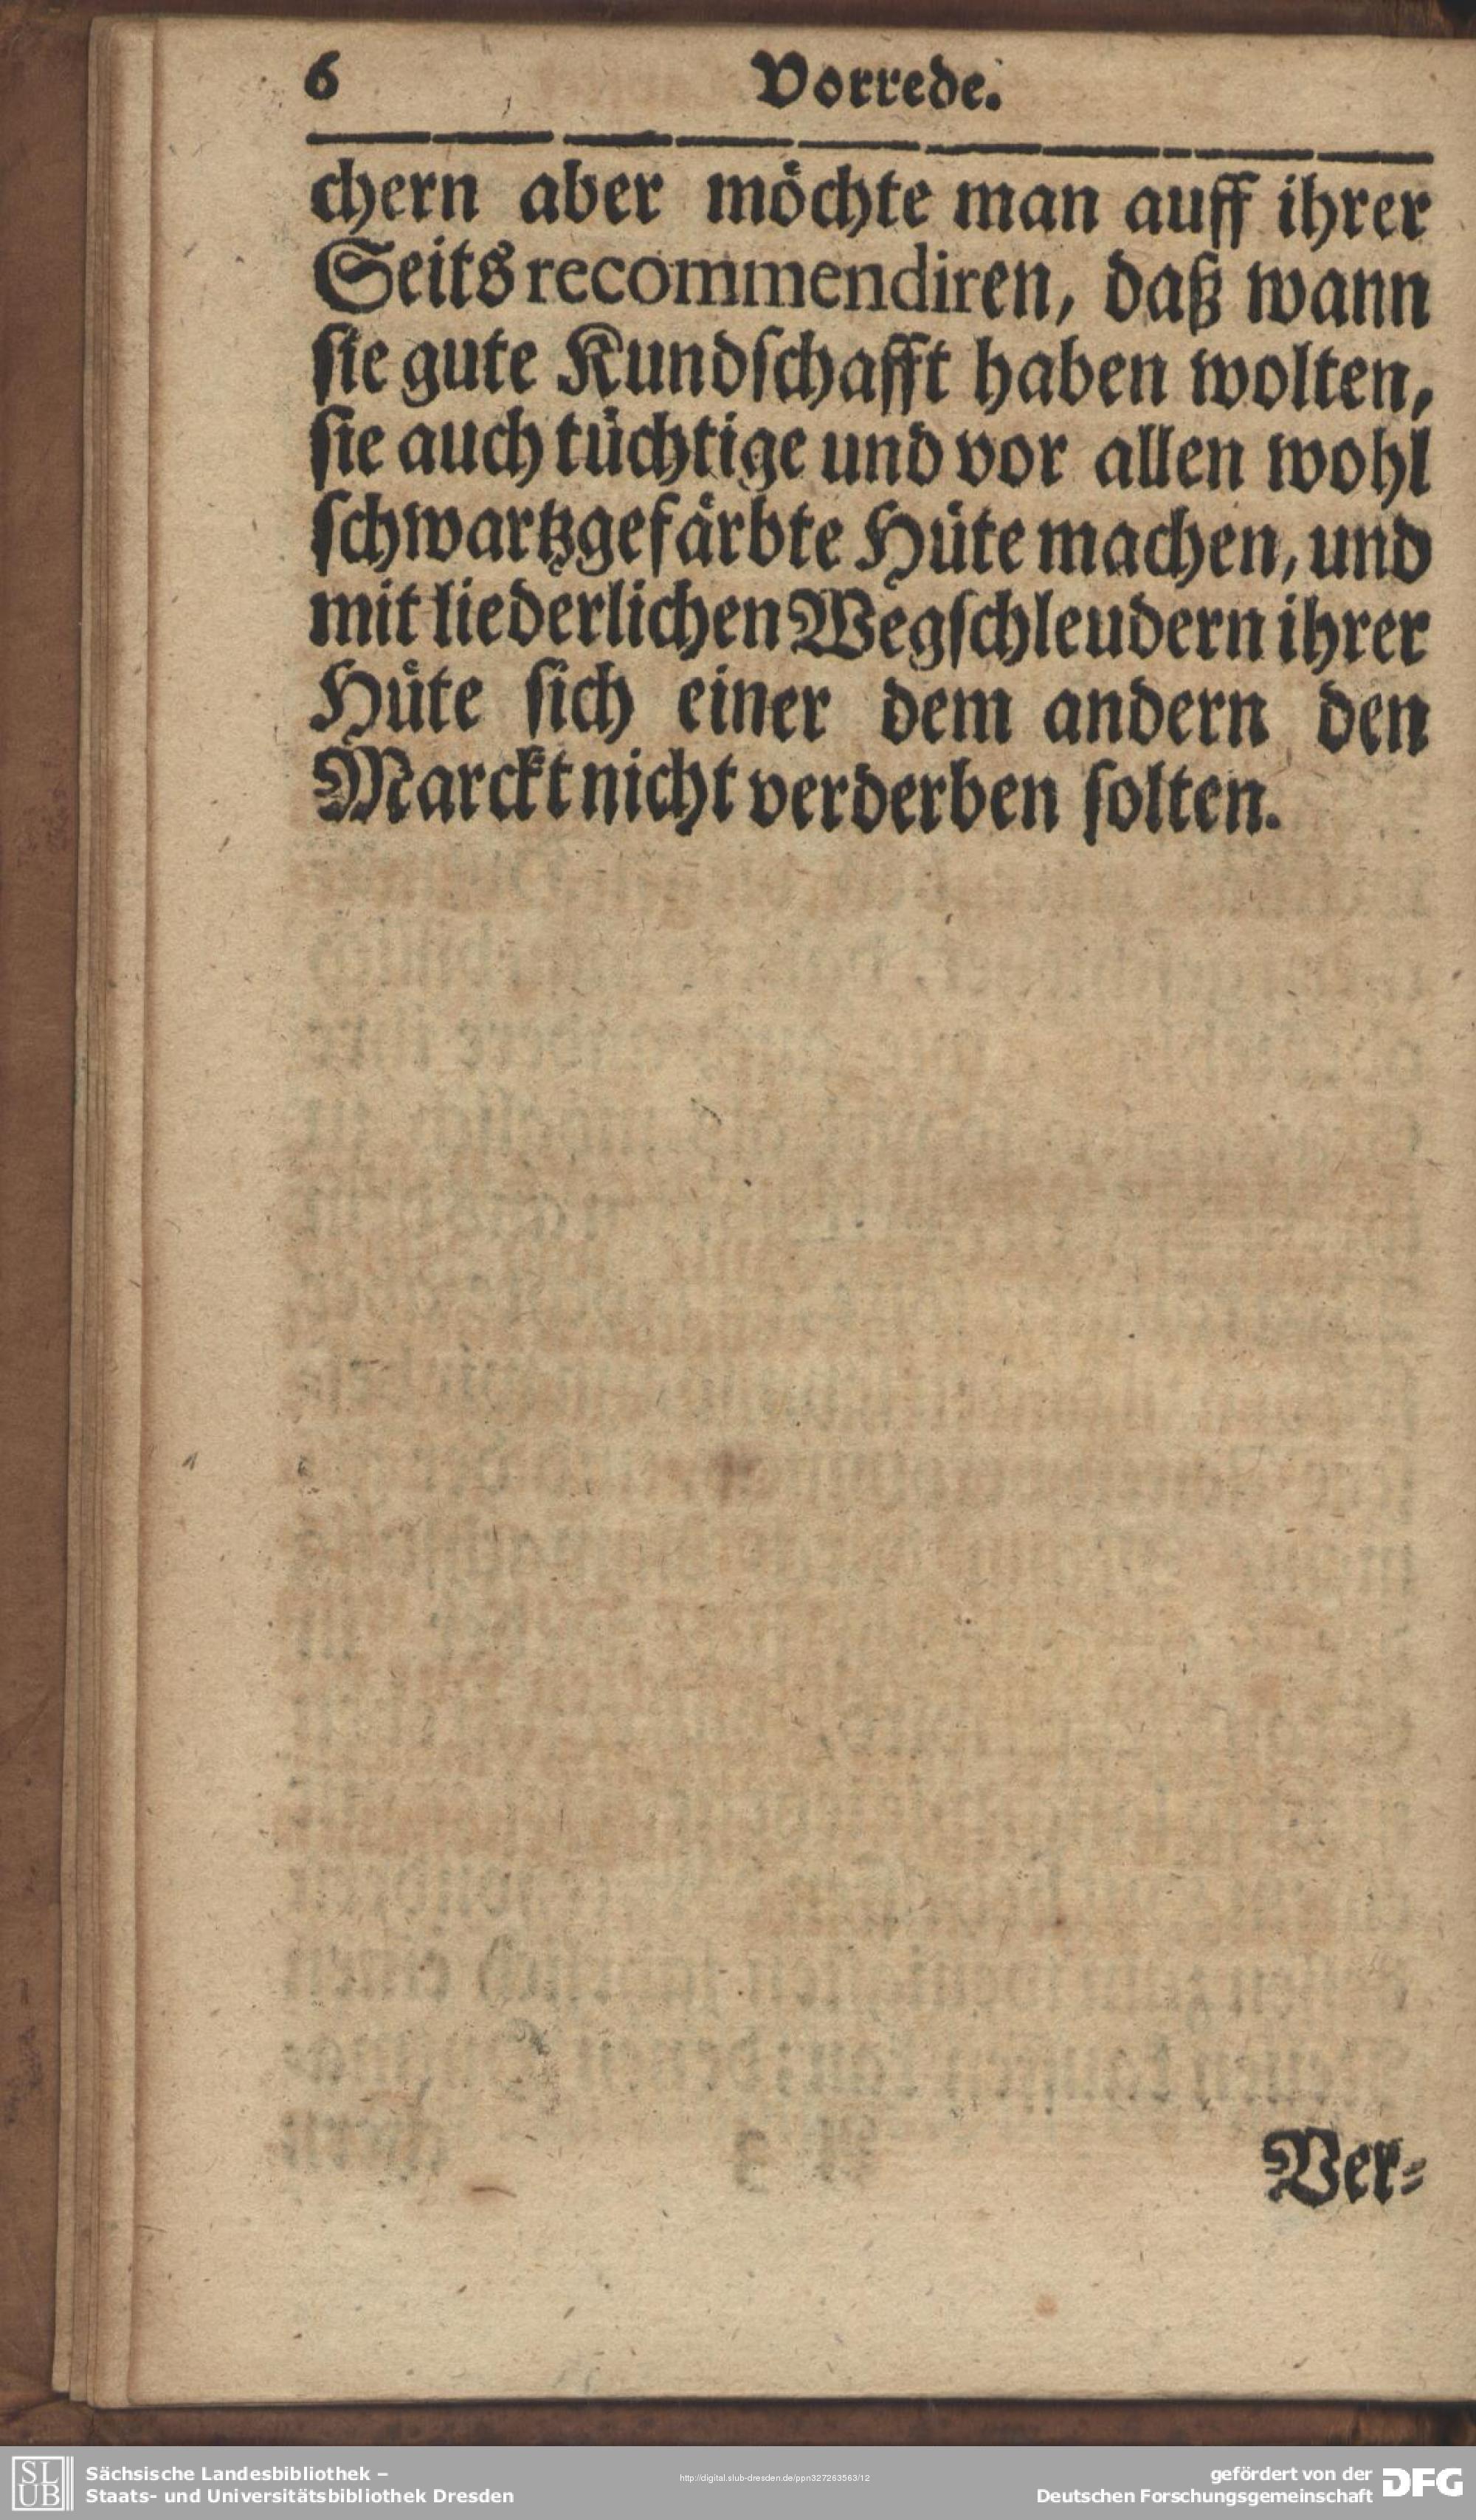 6 Vorrede.
chern aber möchte man auff ihrer
Seits recommendiren, daß wann
ſie gute Kundſchafft haben wolten,
ſie auch tüchtige und vor allen wohl
ſchwartzgefärbte Hüte machen, und
mit liederlichen Wegſchleudern ihrer
Hüte ſich einer dem andern den
Marckt nicht verderben ſolten.
Ver-
SLUB
Sächsische Landesbibliothek –
Staats- und Universitätsbibliothek Dresden
http://digital.slub-dresden.de/ppn327263563/12
gefördert von der
Deutschen Forschungsgemeinschaft
DFG